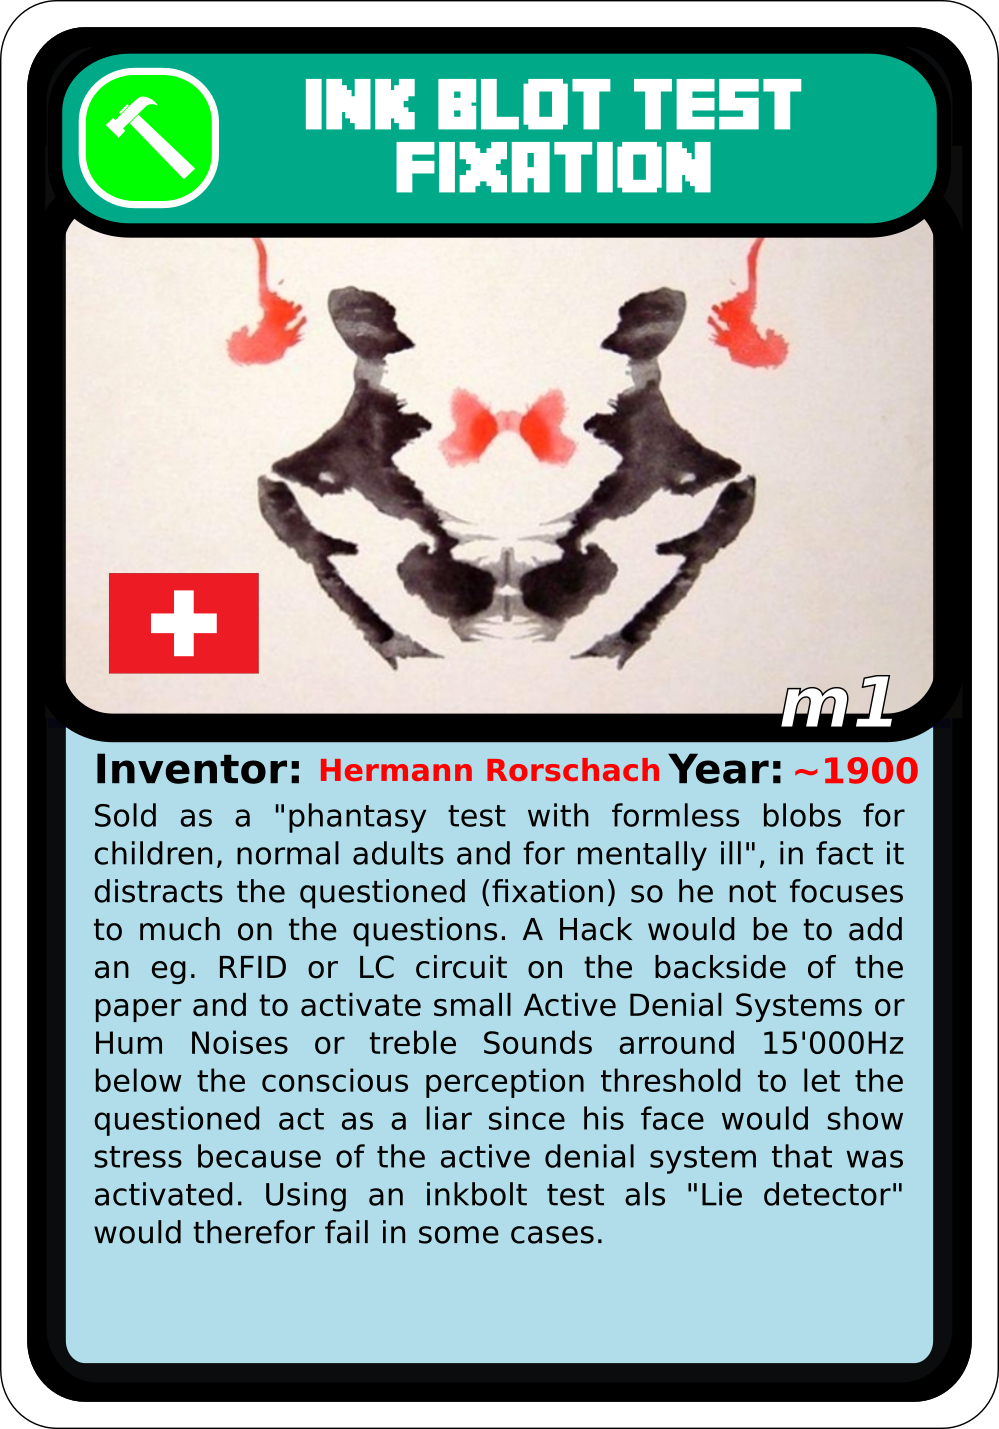 INK BLOT TEST
FIXATION
m1
Inventor: Hermann Rorschach Year: ~1900
Sold as a "phantasy test with formless blobs for
children, normal adults and for mentally ill", in fact it
distracts the questioned (fixation) so he not focuses
to much on the questions. A Hack would be to add
an eg. RFID or LC circuit on the backside of the
paper and to activate small Active Denial Systems or
Hum Noises or treble Sounds arround 15'000Hz
below the conscious perception threshold to let the
questioned act as a liar since his face would show
stress because of the active denial system that was
activated. Using an inkbolt test als "Lie detector"
would therefor fail in some cases.